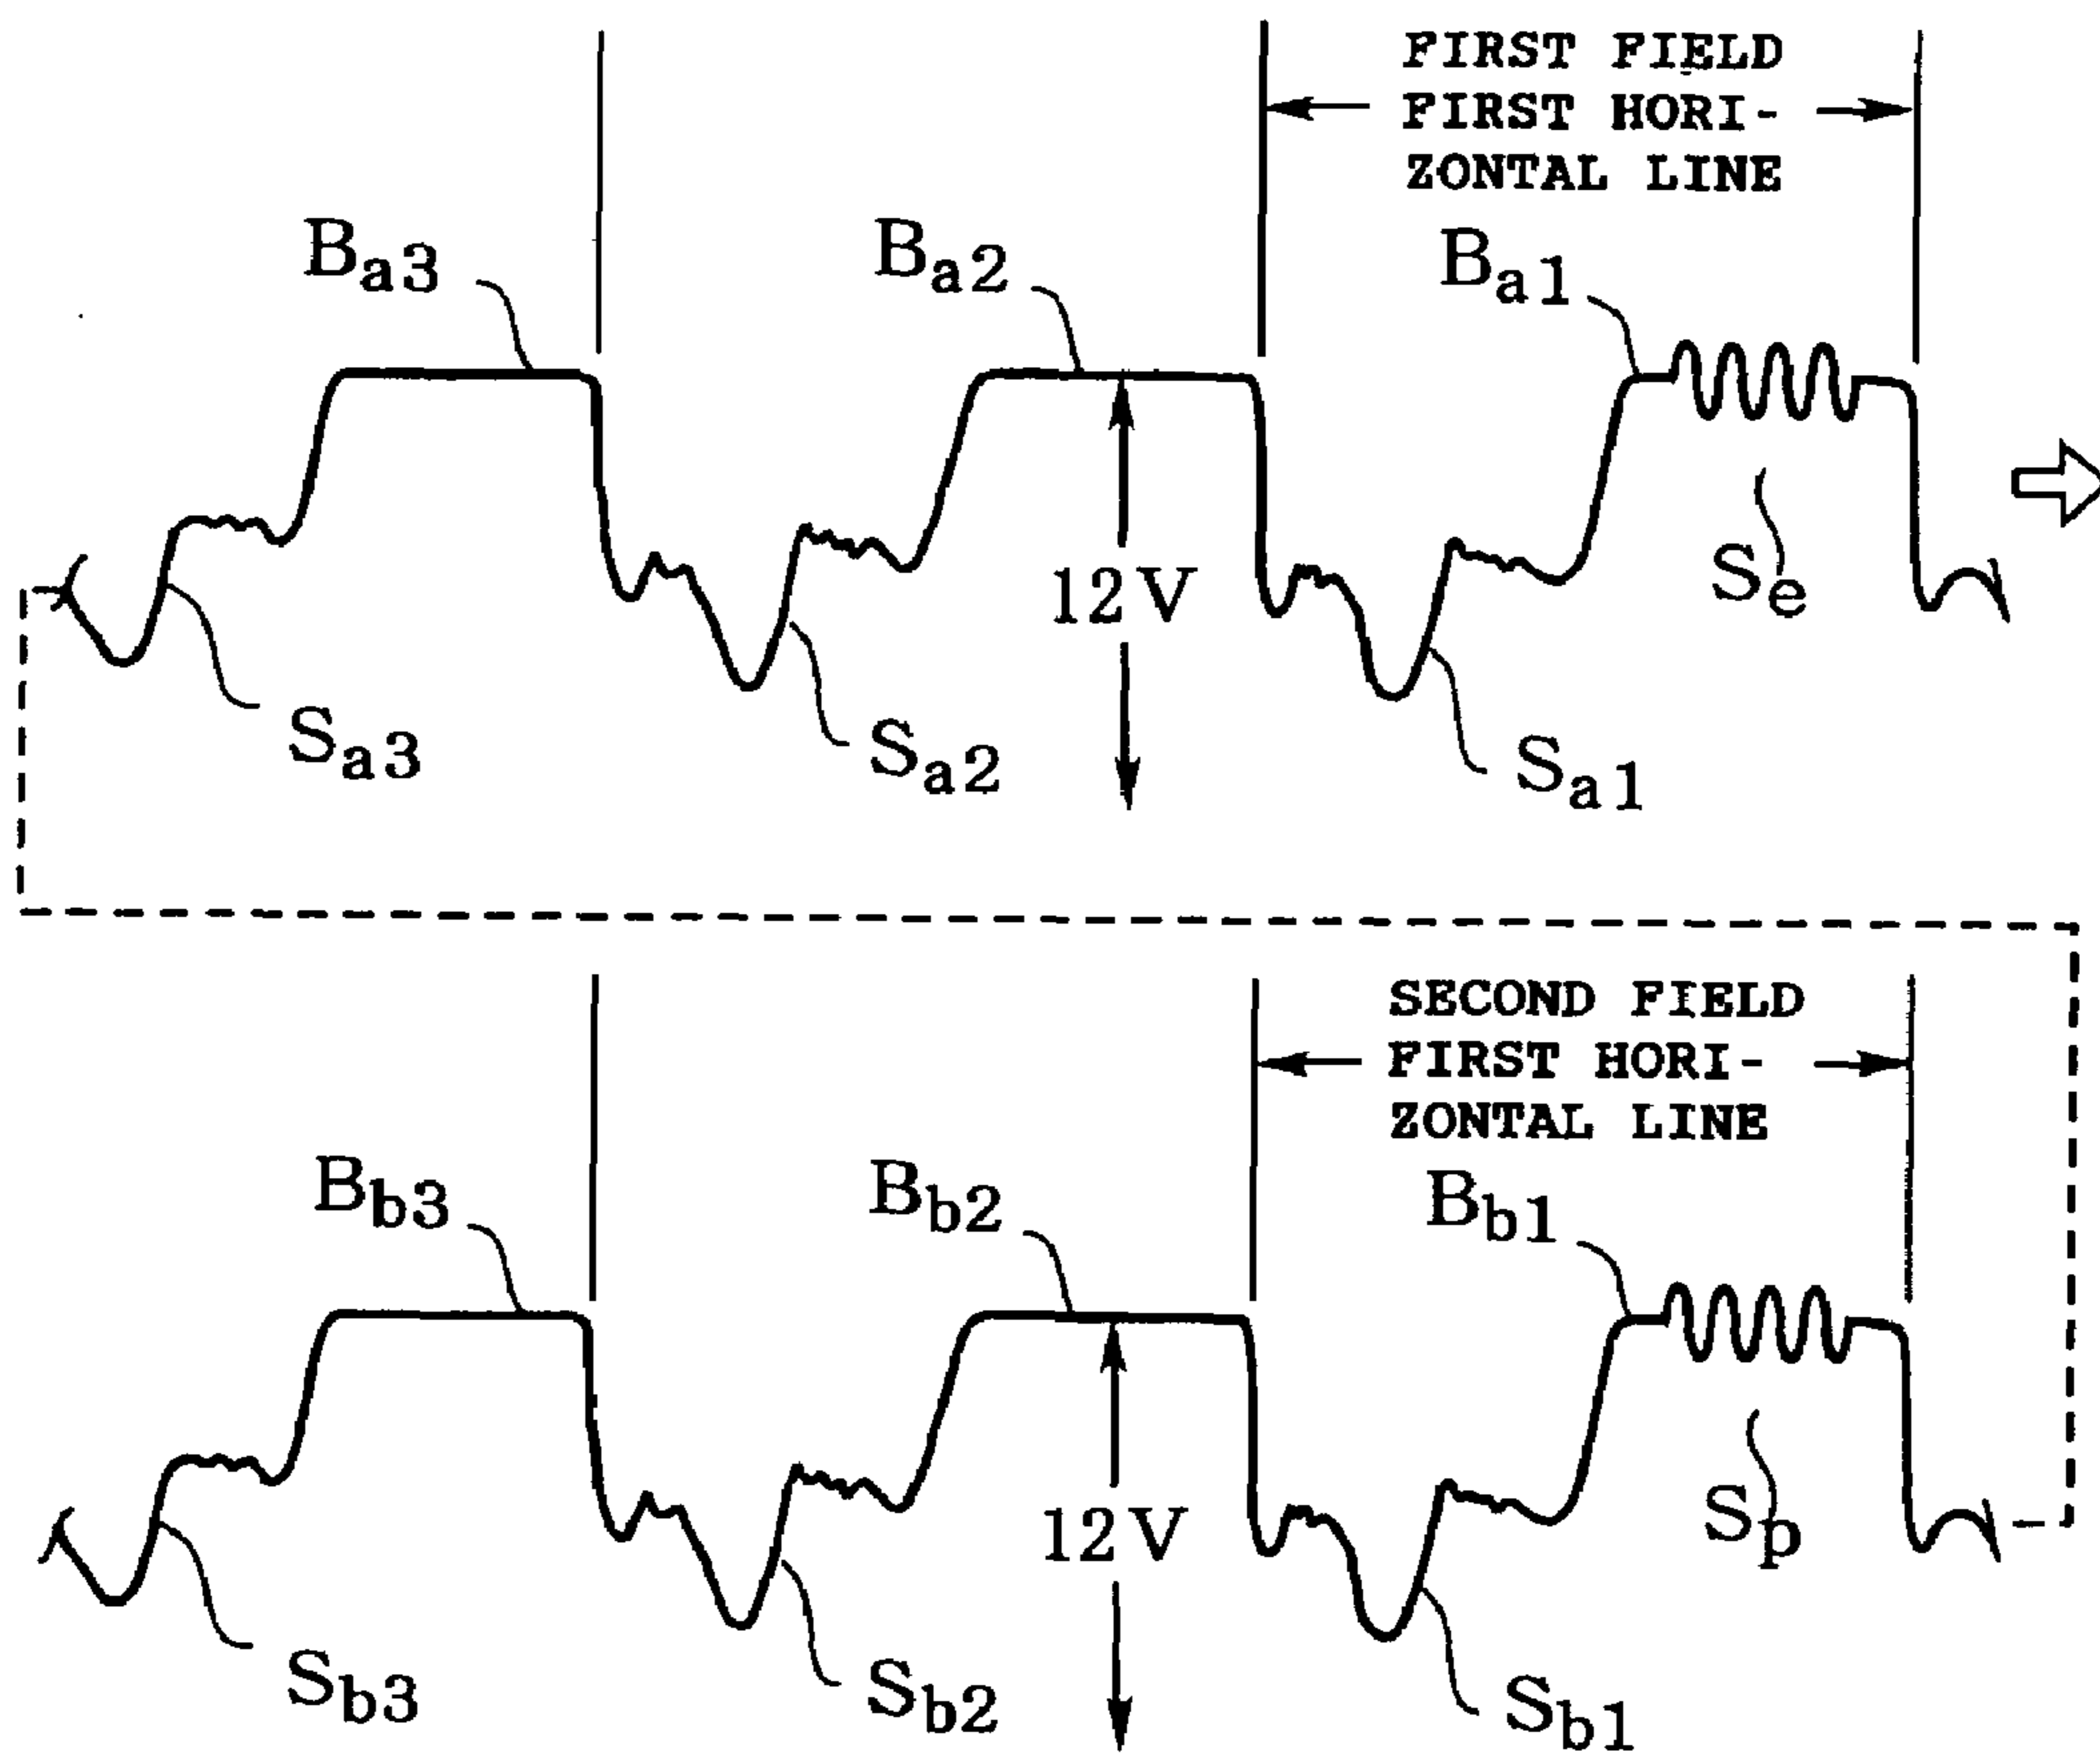 FIRST FIELD
FIRST HORI-
ZONTAL LINE
Ba3
Ba2
Ba1
12V
Se
Sa3
Sa2
Sa1
SECOND FIELD
FIRST HORI-
ZONTAL LINE
Bb3
Bb2
Bb1
12V
Sp
Sb3
Sb2
Sb1